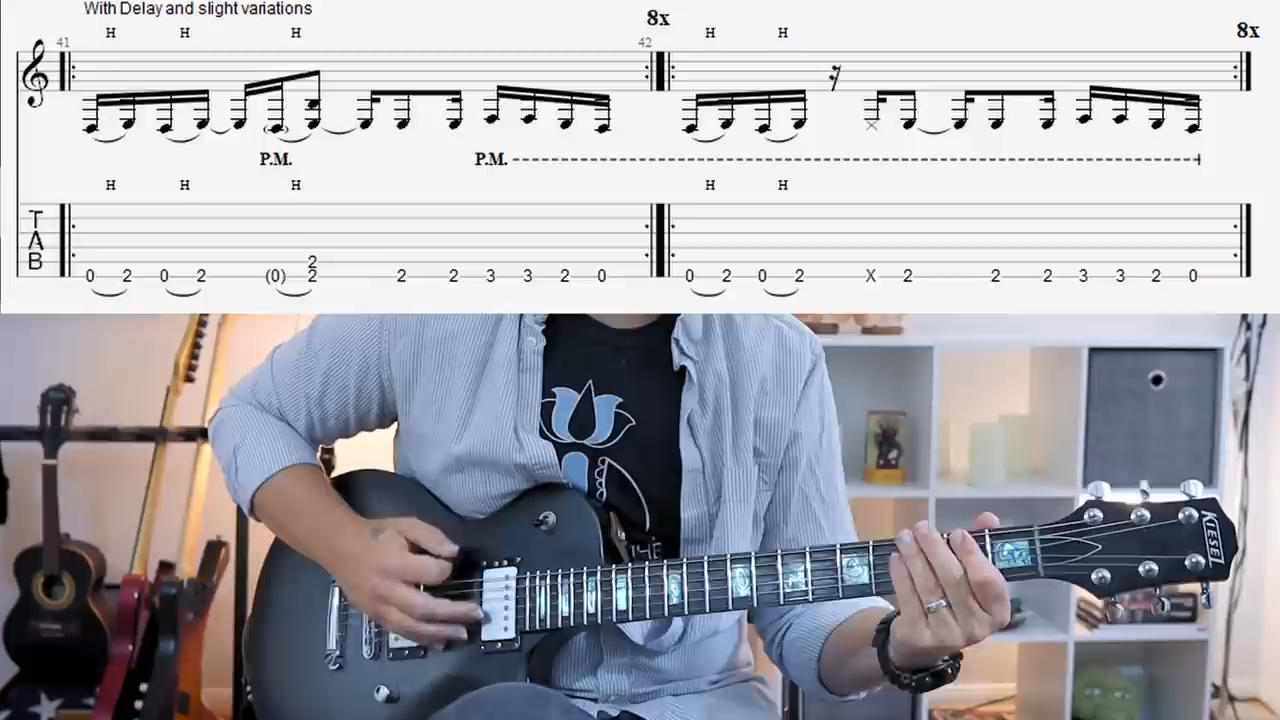 With Delay and slight variations
8x
8x
H H H H H
41 42
P.M. P.M.
H H H H H
T
A
B
2
0 2 0 2 (0) 2 2 2 3 3 2 0 0 2 0 2 X 2 2 2 3 3 2 0
KIESEL